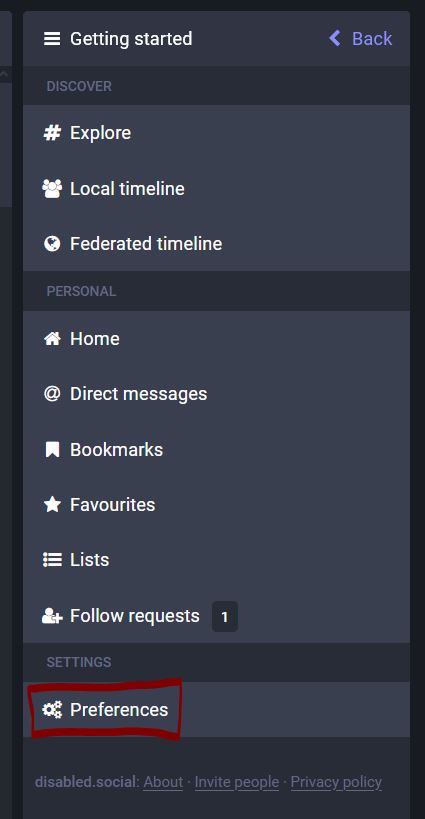 Getting started Back
DISCOVER
# Explore
Local timeline
Federated timeline
PERSONAL
Home
@ Direct messages
Bookmarks
Favourites
Lists
Follow requests 1
SETTINGS
Preferences
disabled.social: About · Invite people · Privacy policy